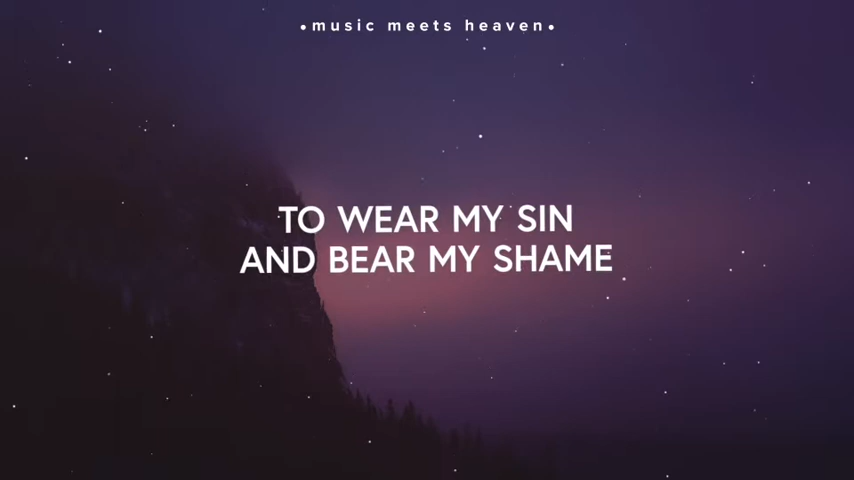 •music meets heaven•
TO WEAR MY SIN
AND BEAR MY SHAME